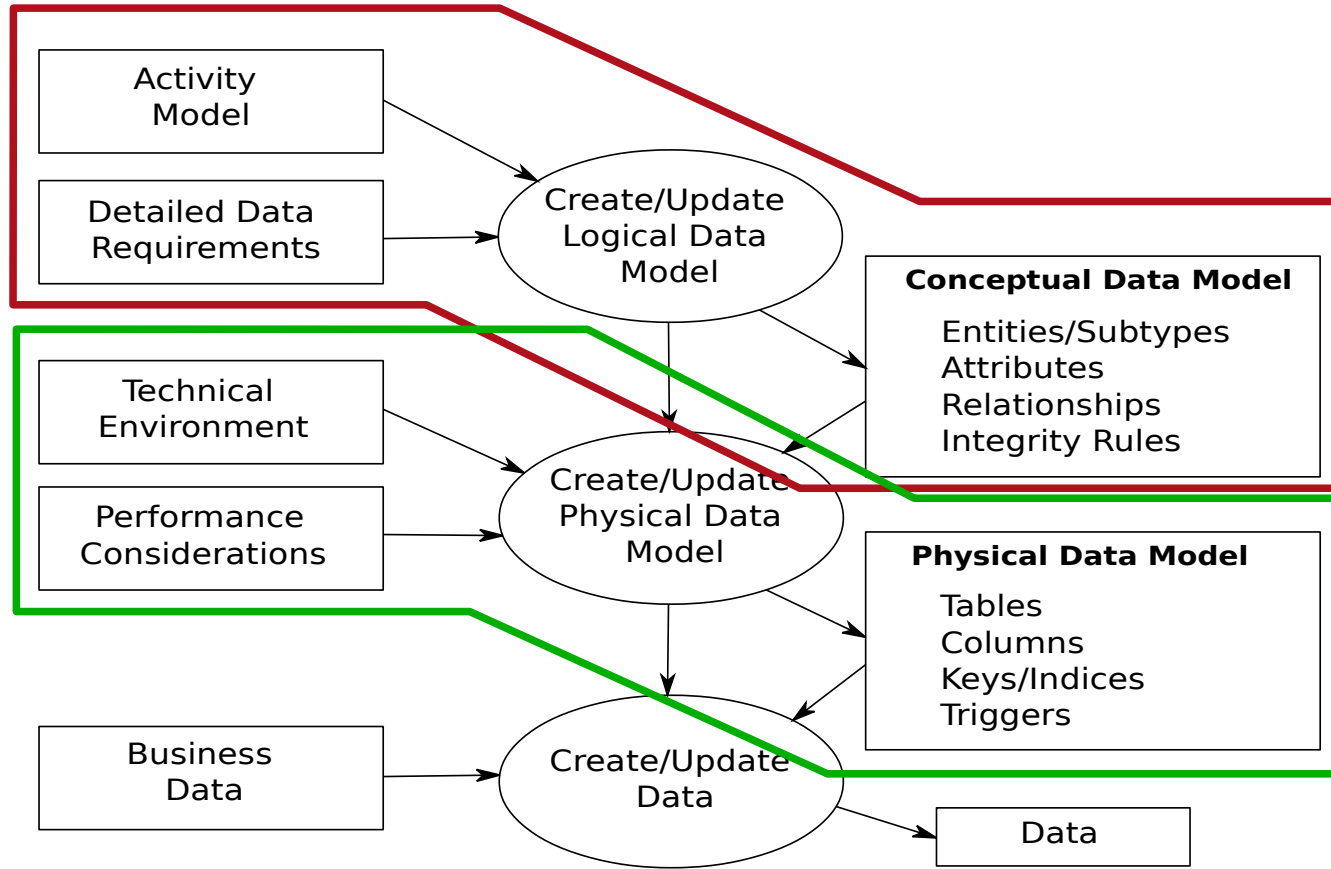 Activity
Model
Detailed Data
Requirements
Create/Update
Logical Data
Model
Conceptual Data Model
Entities/Subtypes
Attributes
Relationships
Integrity Rules
Technical
Environment
Performance
Considerations
Create/Update
Physical Data
Model
Physical Data Model
Tables
Columns
Keys/Indices
Triggers
Business
Data
Create/Update
Data
Data